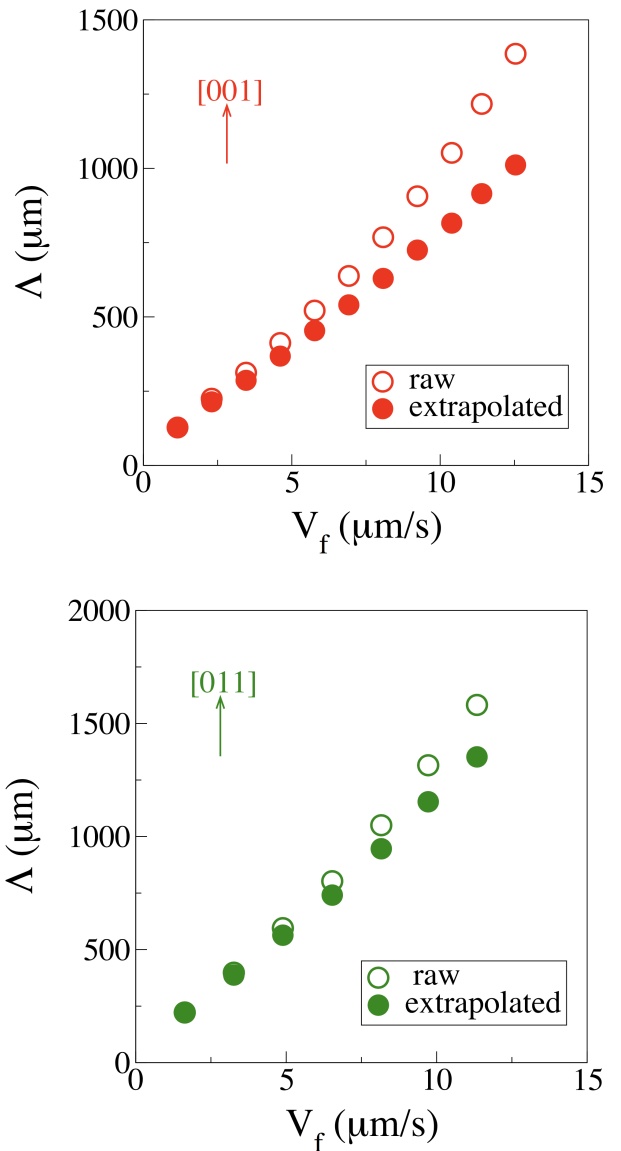 1500
[001]
1000
Λ (μm)
500
raw
extrapolated
0
0 5 10 15
V_f (μm/s)
2000
[011]
1500
1000
Λ (μm)
500
raw
extrapolated
0
0 5 10 15
V_f (μm/s)